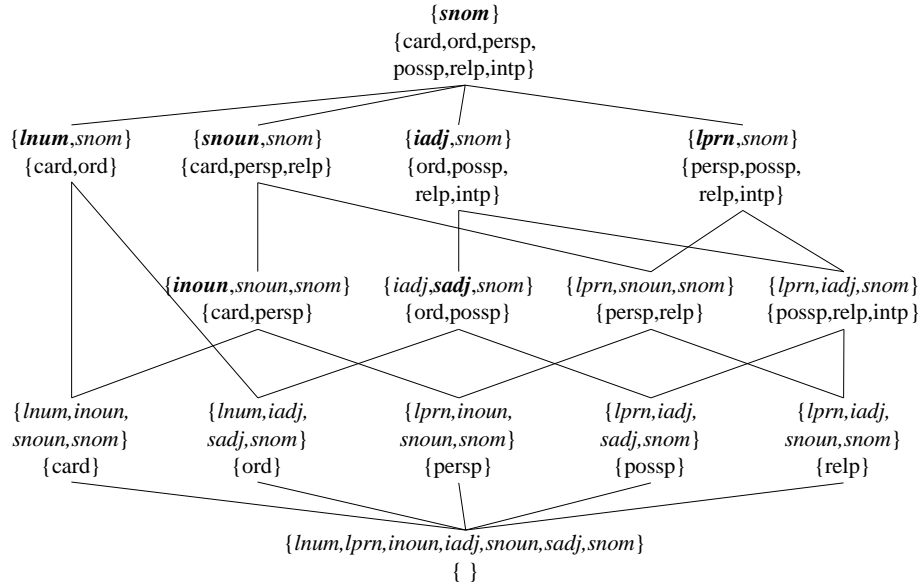 {snom}
{card,ord,persp,
possp,relp,intp}
{lnum,snom}
{card,ord}
{snoun,snom}
{card,persp,relp}
{iadj,snom}
{ord,possp,
relp,intp}
{lprn,snom}
{persp,possp,
relp,intp}
{inoun,snoun,snom}
{card,persp}
{iadj,sadj,snom}
{ord,possp}
{lprn,snoun,snom}
{persp,relp}
{lprn,iadj,snom}
{possp,relp,intp}
{lnum,inoun,
snoun,snom}
{card}
{lnum,iadj,
sadj,snom}
{ord}
{lprn,inoun,
snoun,snom}
{persp}
{lprn,iadj,
sadj,snom}
{possp}
{lprn,iadj,
snoun,snom}
{relp}
{lnum,lprn,inoun,iadj,snoun,sadj,snom}
{ }